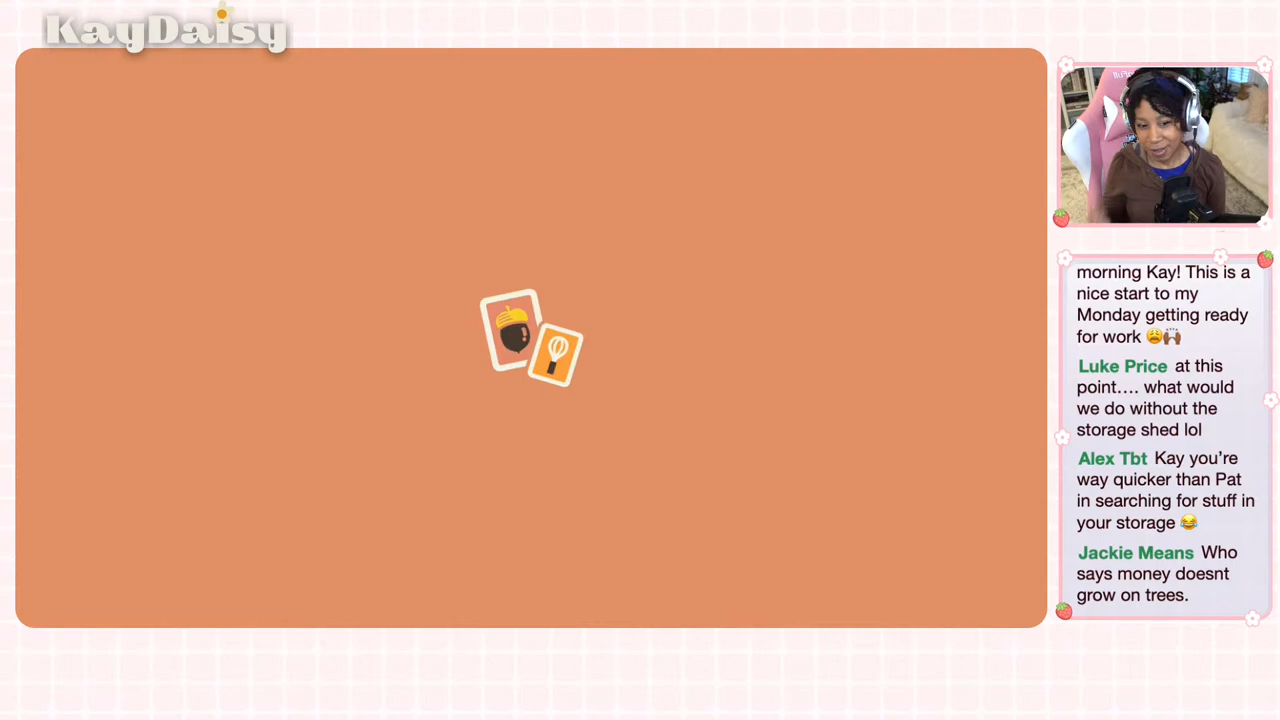 KayDaisy
morning Kay! This is a
nice start to my
Monday getting ready
for work 😩🙌🏾
Luke Price at this
point…. what would
we do without the
storage shed lol
Alex Tbt Kay you’re
way quicker than Pat
in searching for stuff in
your storage 😂
Jackie Means Who
says money doesnt
grow on trees.